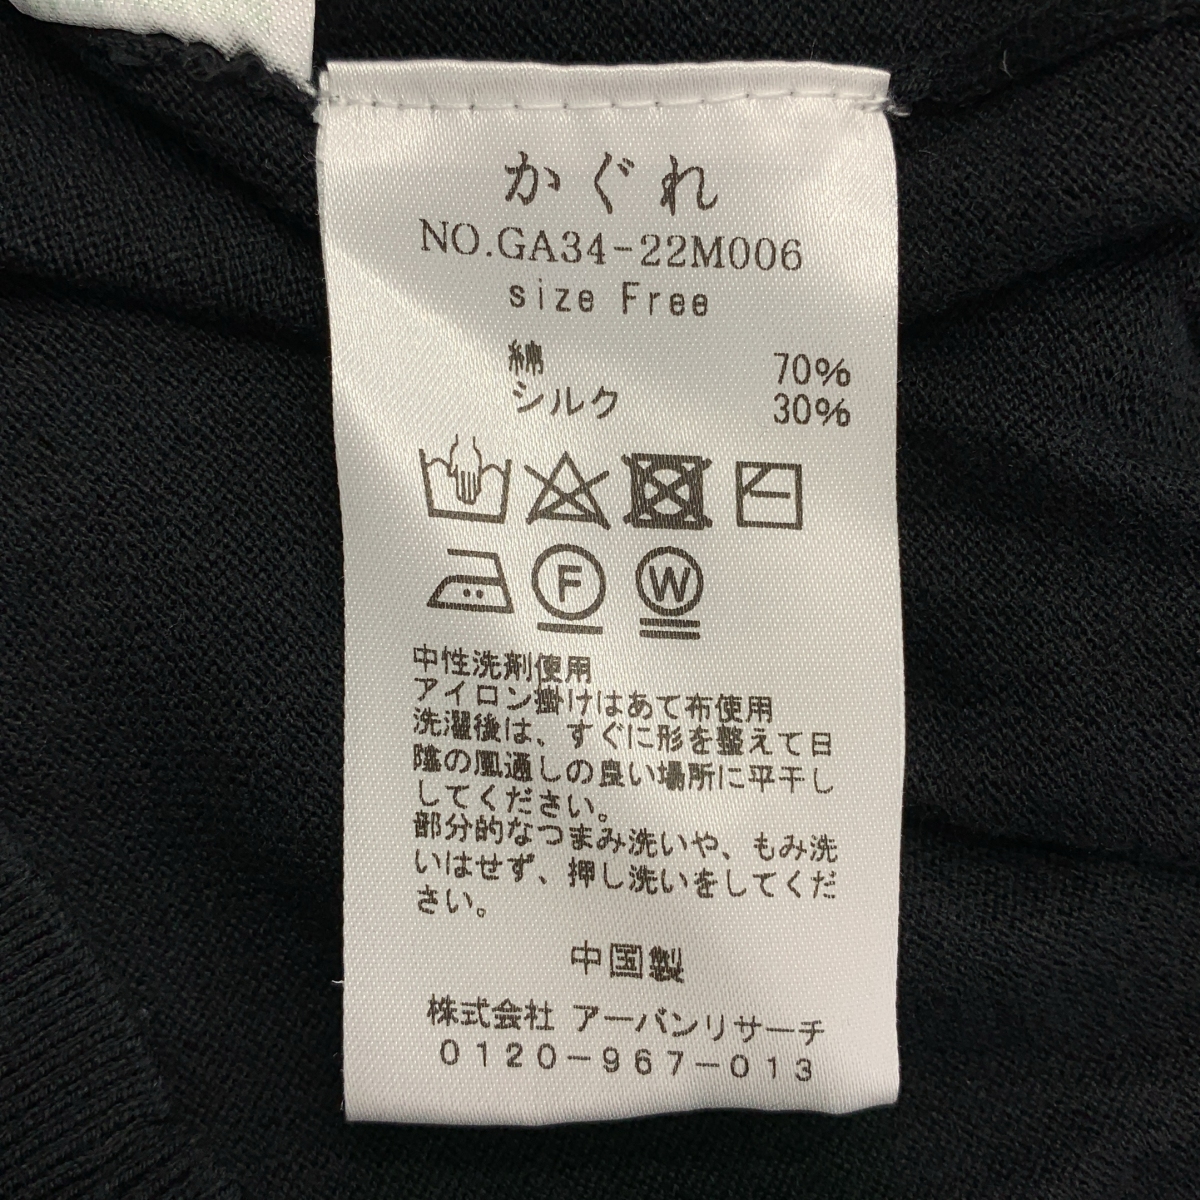 かぐれ
NO.GA34-22M006
size Free
綿 70%
シルク 30%
F W
中性洗剤使用
アイロン掛けはあて布使用
洗濯後は、すぐに形を整えて日
陰の風通しの良い場所に平干し
してください。
部分的なつまみ洗いや、もみ洗
いはせず、押し洗いをしてくだ
さい。
中国製
株式会社 アーバンリサーチ
0120-967-013